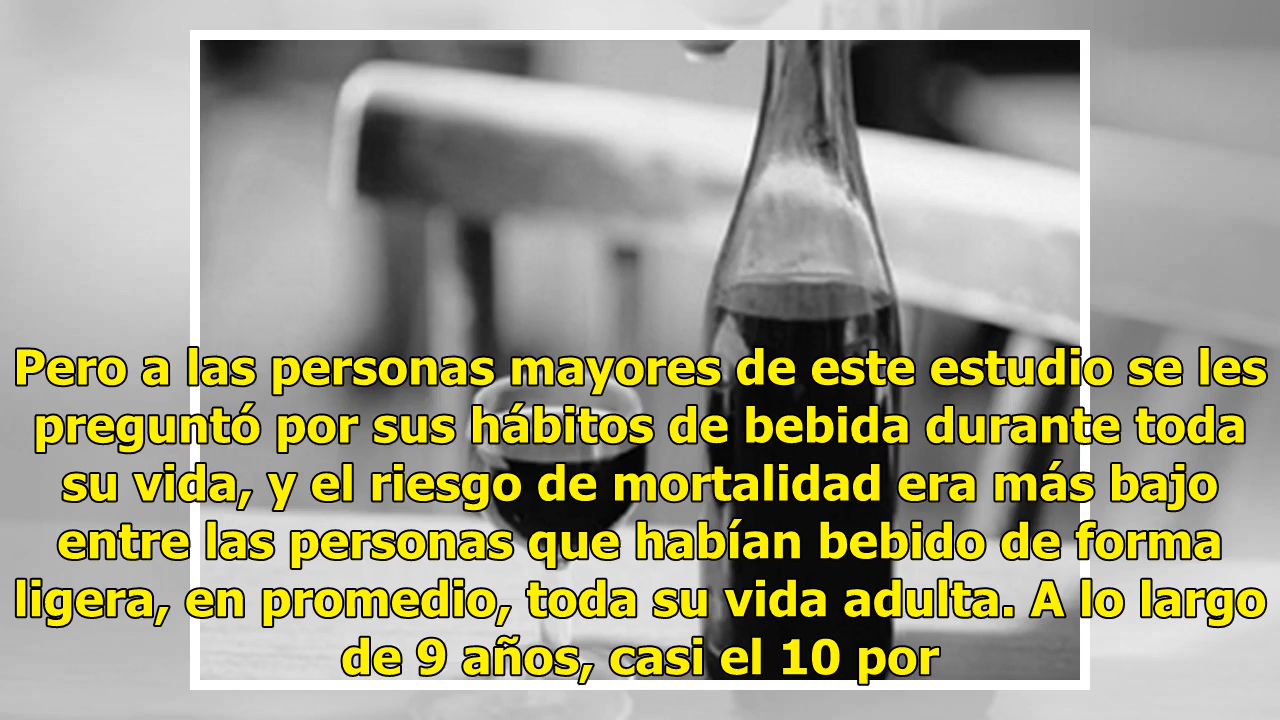 Pero a las personas mayores de este estudio se les
preguntó por sus hábitos de bebida durante toda
su vida, y el riesgo de mortalidad era más bajo
entre las personas que habían bebido de forma
ligera, en promedio, toda su vida adulta. A lo largo
de 9 años, casi el 10 por